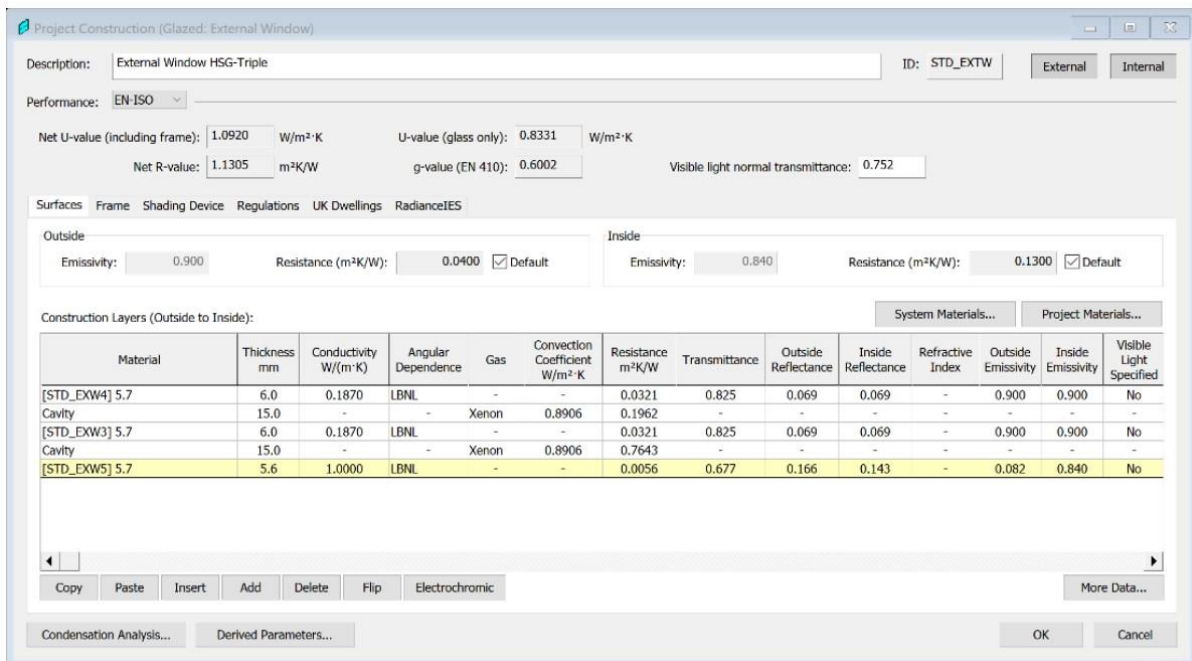 Project Construction (Glazed: External Window)
Description: External Window HSG-Triple ID: STD_EXTW External Internal
Performance: EN-ISO
Net U-value (including frame): 1.0920 W/m²·K U-value (glass only): 0.8331 W/m²·K
Net R-value: 1.1305 m²K/W g-value (EN 410): 0.6002 Visible light normal transmittance: 0.752
Surfaces Frame Shading Device Regulations UK Dwellings RadianceIES
Outside Inside
Emissivity: 0.900 Resistance (m²K/W): 0.0400 Default Emissivity: 0.840 Resistance (m²K/W): 0.1300 Default
Construction Layers (Outside to Inside): System Materials... Project Materials...
Material Thickness mm Conductivity W/(m·K) Angular Dependence Gas Convection Coefficient W/m²·K Resistance m²K/W Transmittance Outside Reflectance Inside Reflectance Refractive Index Outside Emissivity Inside Emissivity Visible Light Specified
[STD_EXW4] 5.7 6.0 0.1870 LBNL - - 0.0321 0.825 0.069 0.069 - 0.900 0.900 No
Cavity 15.0 - - Xenon 0.8906 0.1962 - - - - - - -
[STD_EXW3] 5.7 6.0 0.1870 LBNL - - 0.0321 0.825 0.069 0.069 - 0.900 0.900 No
Cavity 15.0 - - Xenon 0.8906 0.7643 - - - - - - -
[STD_EXW5] 5.7 5.6 1.0000 LBNL - - 0.0056 0.677 0.166 0.143 - 0.082 0.840 No
Copy Paste Insert Add Delete Flip Electrochromic More Data...
Condensation Analysis... Derived Parameters... OK Cancel